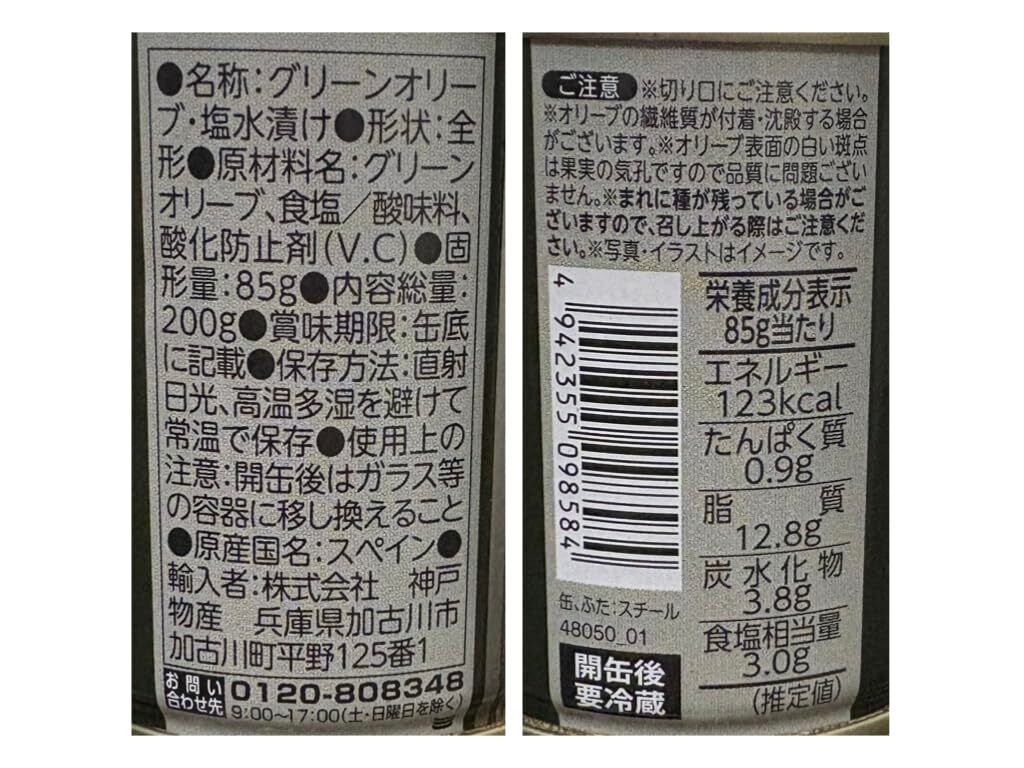 ●名称:グリーンオリー
ブ・塩水漬け●形状:全
形●原材料名:グリーン
オリーブ、食塩/酸味料、
酸化防止剤(V.C)●固
形量:85g●内容総量:
200g●賞味期限:缶底
に記載●保存方法:直射
日光、高温多湿を避けて
常温で保存●使用上の
注意:開缶後はガラス等
の容器に移し換えること
●原産国名:スペイン●
輸入者:株式会社 神戸
物産 兵庫県加古川市
加古川町平野125番1
お問い合わせ先 0120-808348
9:00~17:00(土・日曜日を除く)
ご注意 ※切り口にご注意ください。
※オリーブの繊維質が付着・沈殿する場合
がございます。※オリーブ表面の白い斑点
は果実の気孔ですので品質に問題ござい
ません。※まれに種が残っている場合がご
ざいますので、召し上がる際はご注意くだ
さい。※写真・イラストはイメージです。
4 942355 098584
缶、ふた:スチール
48050_01
開缶後
要冷蔵
栄養成分表示
85g当たり
エネルギー
123kcal
たんぱく質
0.9g
脂質
12.8g
炭水化物
3.8g
食塩相当量
3.0g
(推定値)